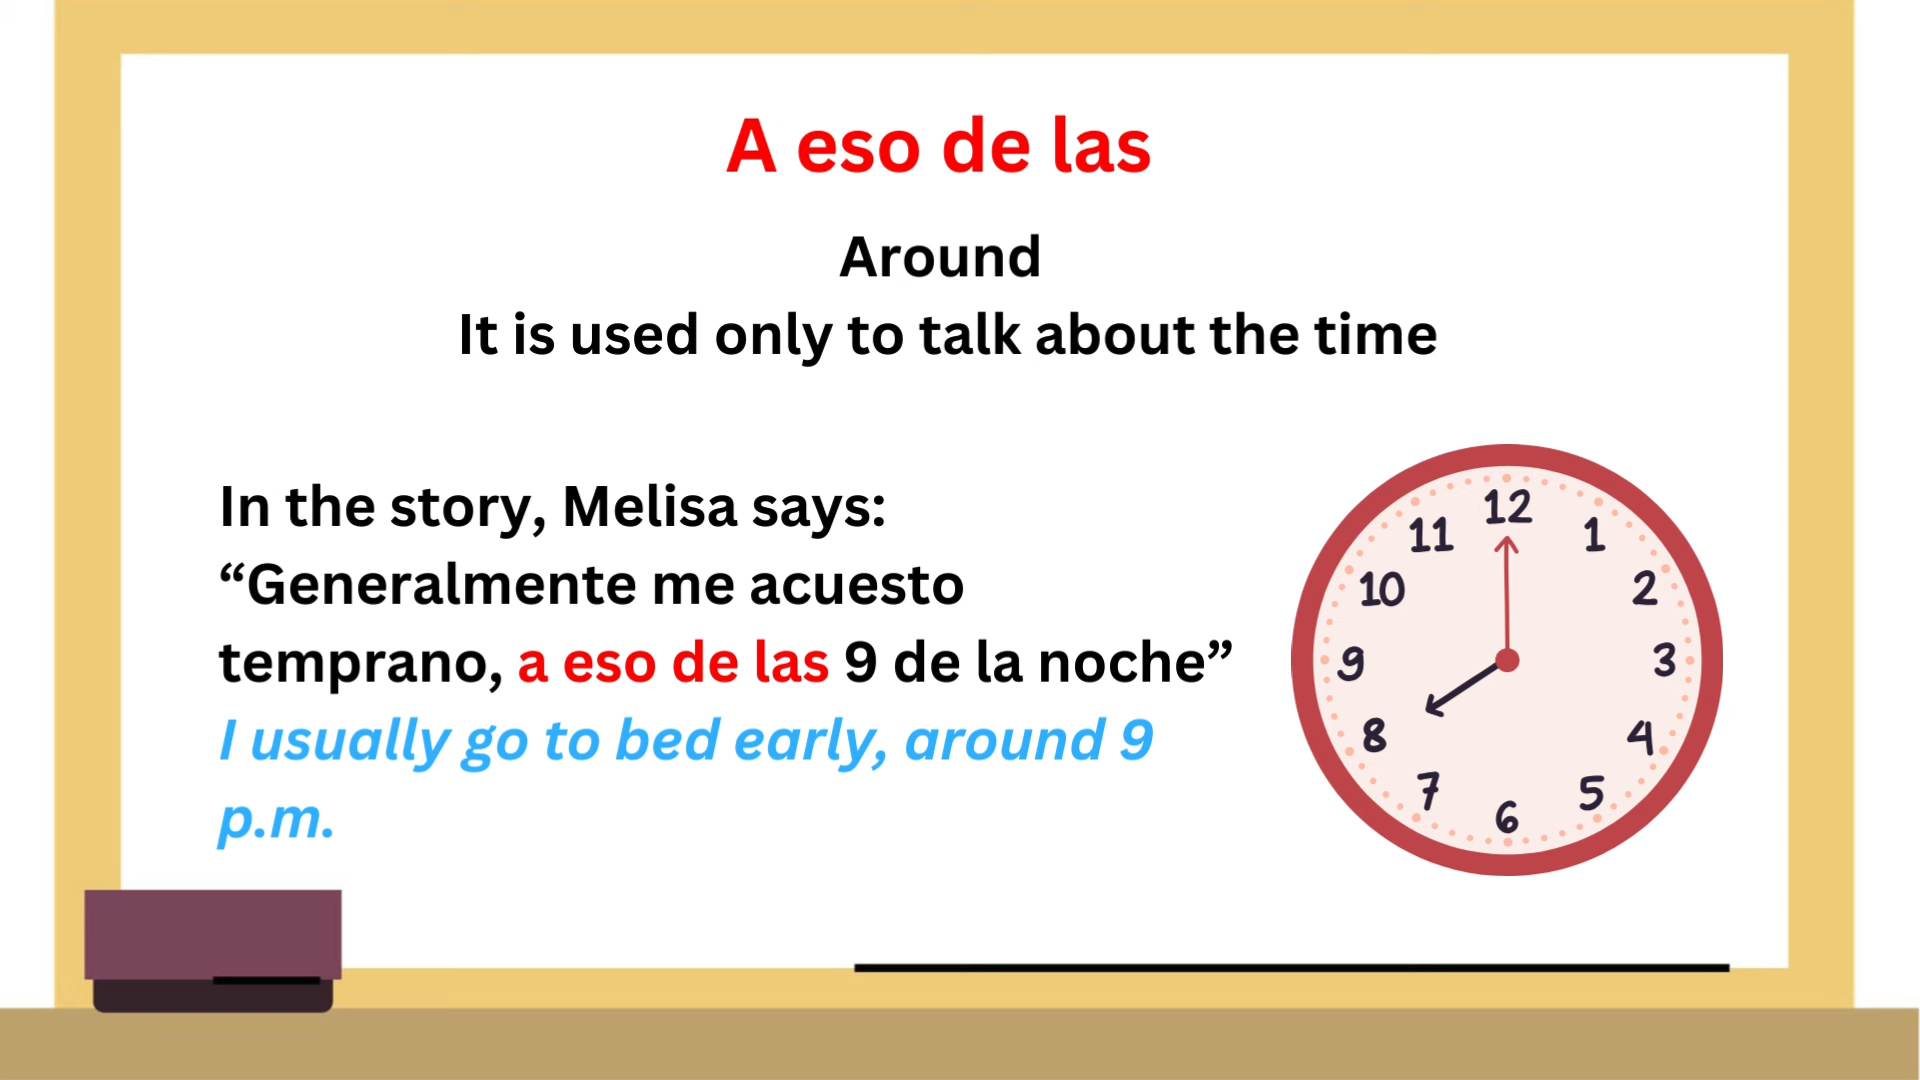 A eso de las
Around
It is used only to talk about the time
In the story, Melisa says:
“Generalmente me acuesto
temprano, a eso de las 9 de la noche”
I usually go to bed early, around 9
p.m.
12
11
1
10
2
9
3
8
4
7
5
6